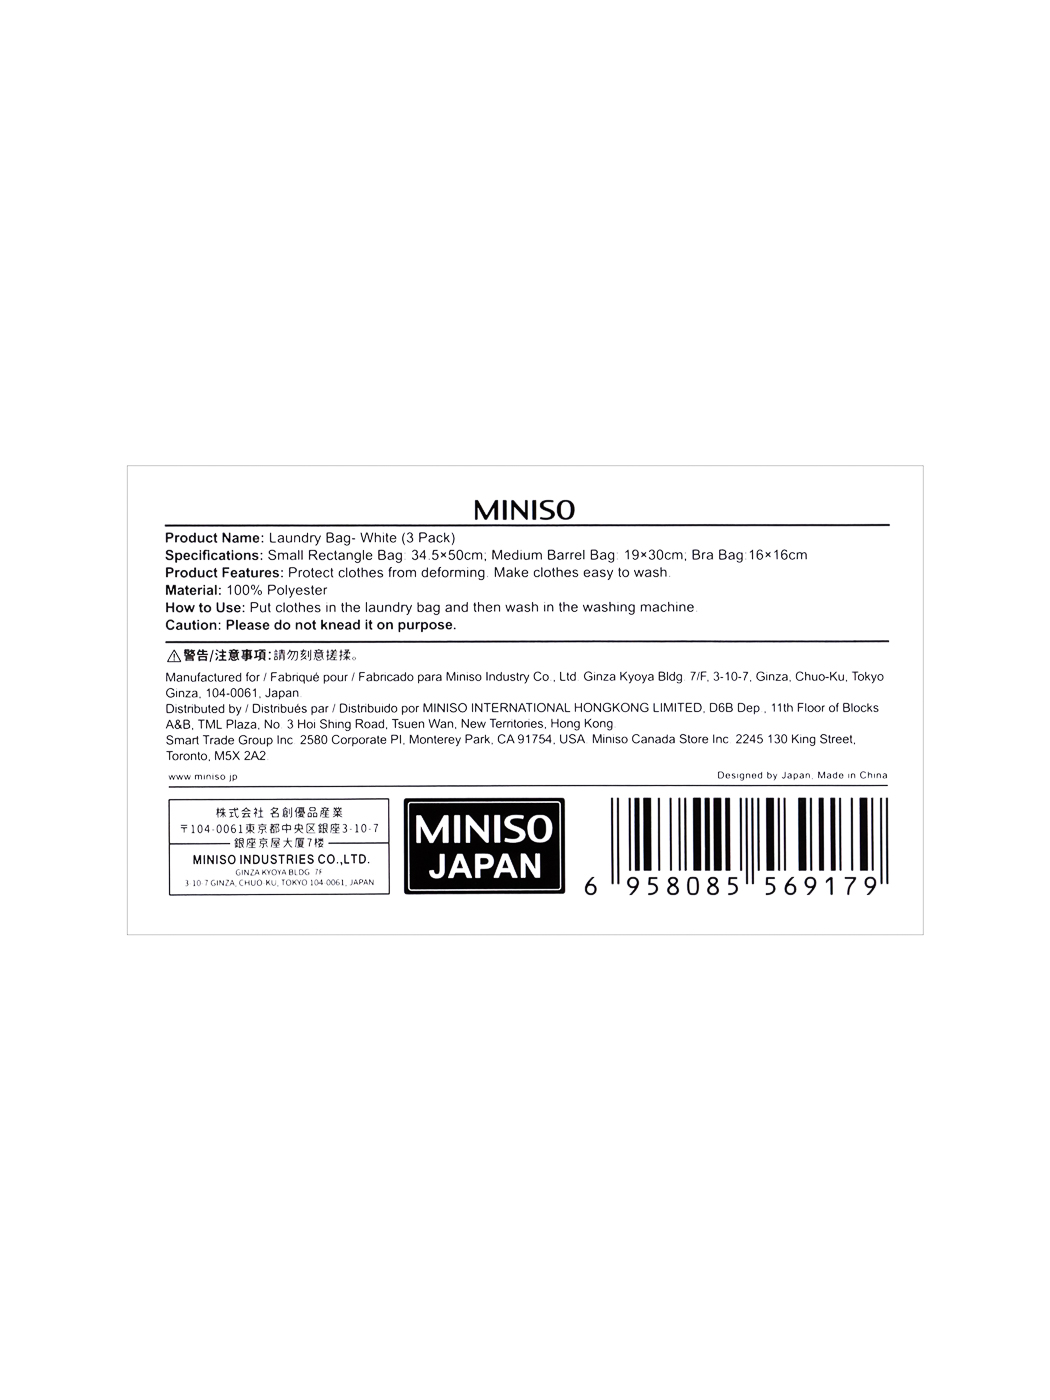 MINISO
Product Name: Laundry Bag- White (3 Pack)
Specifications: Small Rectangle Bag: 34.5×50cm; Medium Barrel Bag: 19×30cm; Bra Bag:16×16cm
Product Features: Protect clothes from deforming. Make clothes easy to wash.
Material: 100% Polyester
How to Use: Put clothes in the laundry bag and then wash in the washing machine.
Caution: Please do not knead it on purpose.
⚠警告/注意事項:請勿刻意搓揉。
Manufactured for / Fabriqué pour / Fabricado para Miniso Industry Co., Ltd. Ginza Kyoya Bldg. 7/F, 3-10-7, Ginza, Chuo-Ku, Tokyo
Ginza, 104-0061, Japan.
Distributed by / Distribués par / Distribuido por MINISO INTERNATIONAL HONGKONG LIMITED, D6B Dep., 11th Floor of Blocks
A&B, TML Plaza, No. 3 Hoi Shing Road, Tsuen Wan, New Territories, Hong Kong.
Smart Trade Group Inc. 2580 Corporate Pl, Monterey Park, CA 91754, USA. Miniso Canada Store Inc. 2245 130 King Street,
Toronto, M5X 2A2.
www.miniso.jp
Designed by Japan, Made in China
株式会社 名創優品産業
〒104-0061東京都中央区銀座3-10-7
銀座京屋大厦7楼
MINISO INDUSTRIES CO.,LTD.
GINZA KYOYA BLDG. 7F
3-10-7,GINZA, CHUO-KU, TOKYO 104-0061, JAPAN
MINISO
JAPAN
6 958085 569179